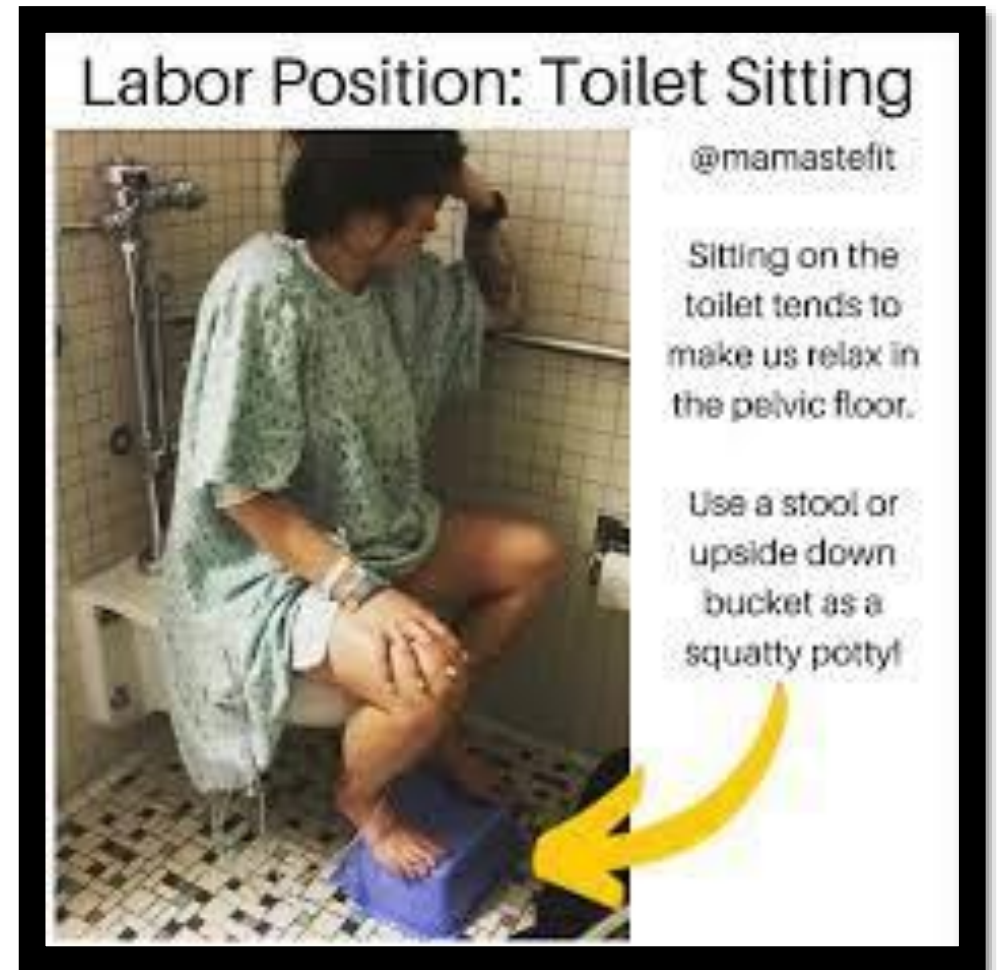 Labor Position: Toilet Sitting
@mamastefit
Sitting on the
toilet tends to
make us relax in
the pelvic floor.
Use a stool or
upside down
bucket as a
squatty potty!